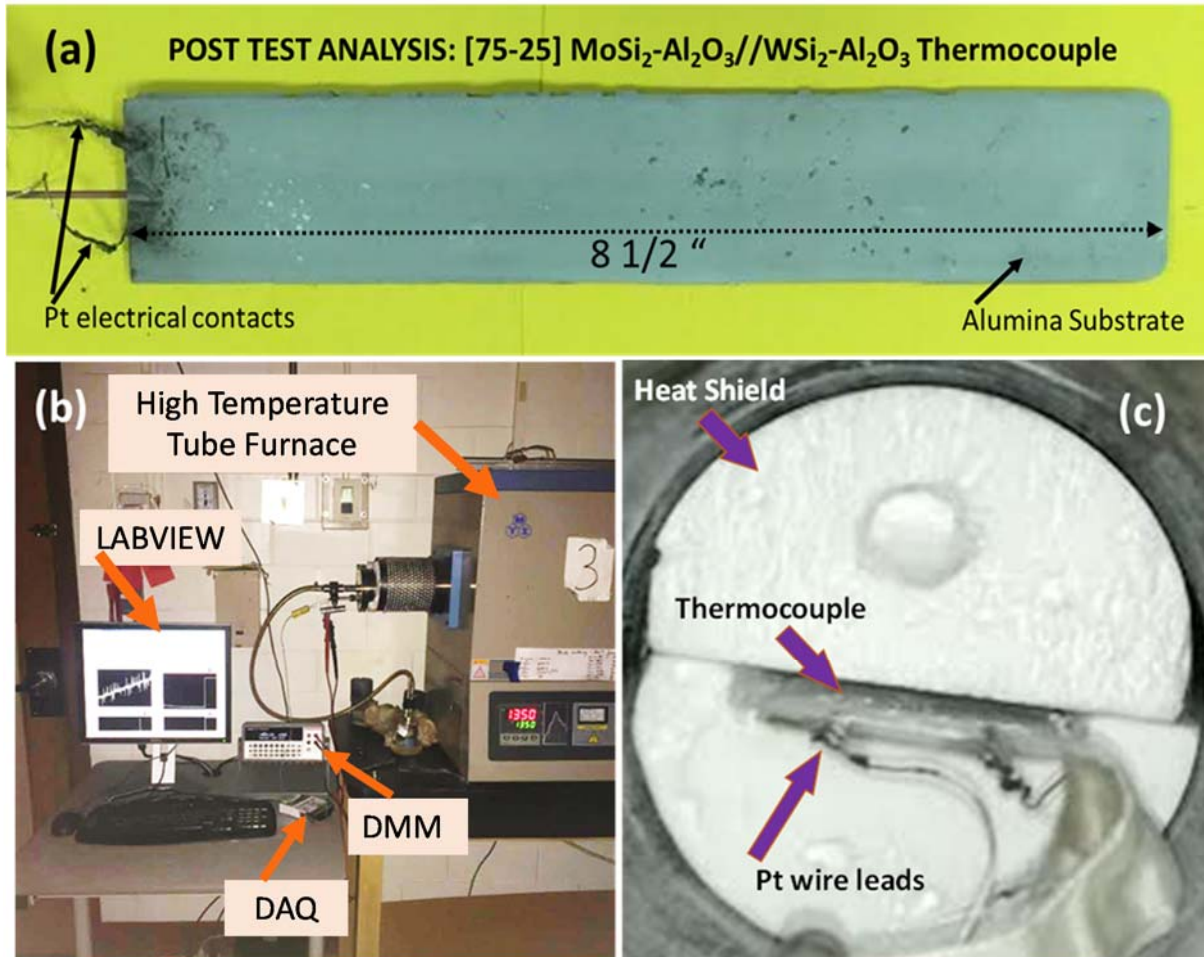 (a)
POST TEST ANALYSIS: [75-25] MoSi₂-Al₂O₃//WSi₂-Al₂O₃ Thermocouple
8 1/2 “
Pt electrical contacts
Alumina Substrate
(b)
High Temperature
Tube Furnace
LABVIEW
3
1350
1350
DMM
DAQ
Heat Shield
(c)
Thermocouple
Pt wire leads